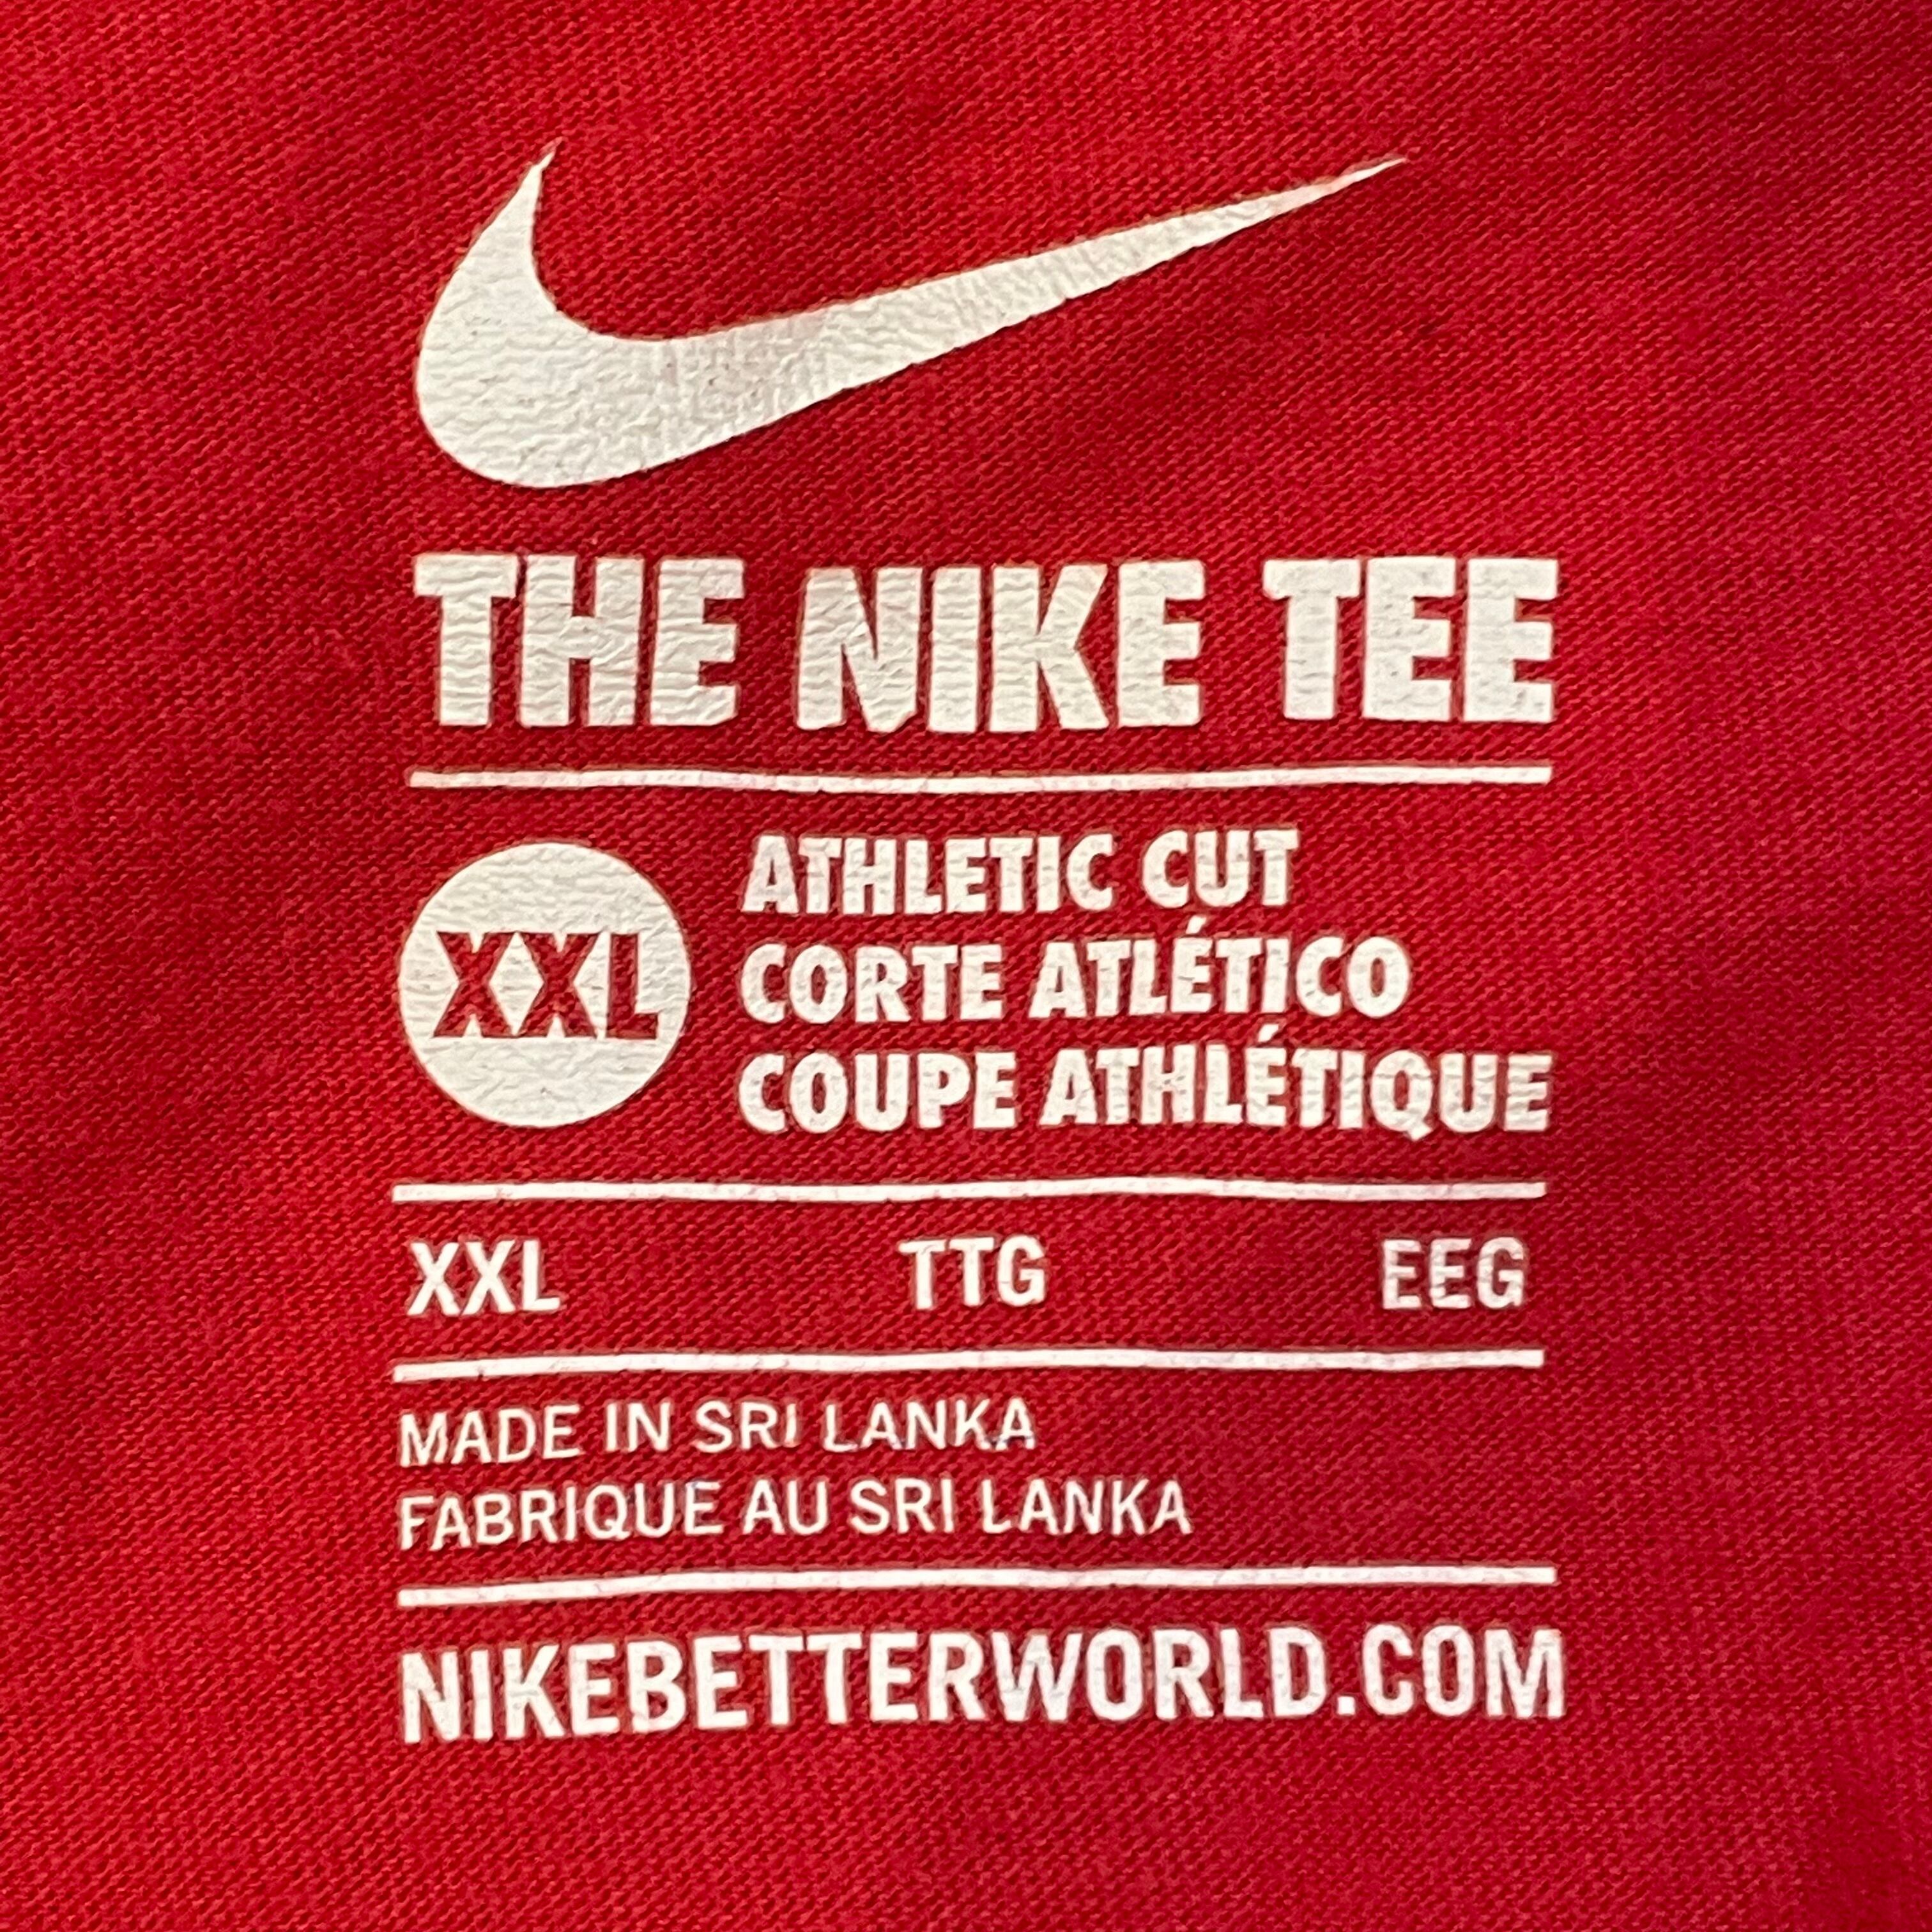 THE NIKE TEE
XXL
ATHLETIC CUT
CORTE ATLÉTICO
COUPE ATHLÉTIQUE
XXL TTG EEG
MADE IN SRI LANKA
FABRIQUE AU SRI LANKA
NIKEBETTERWORLD.COM